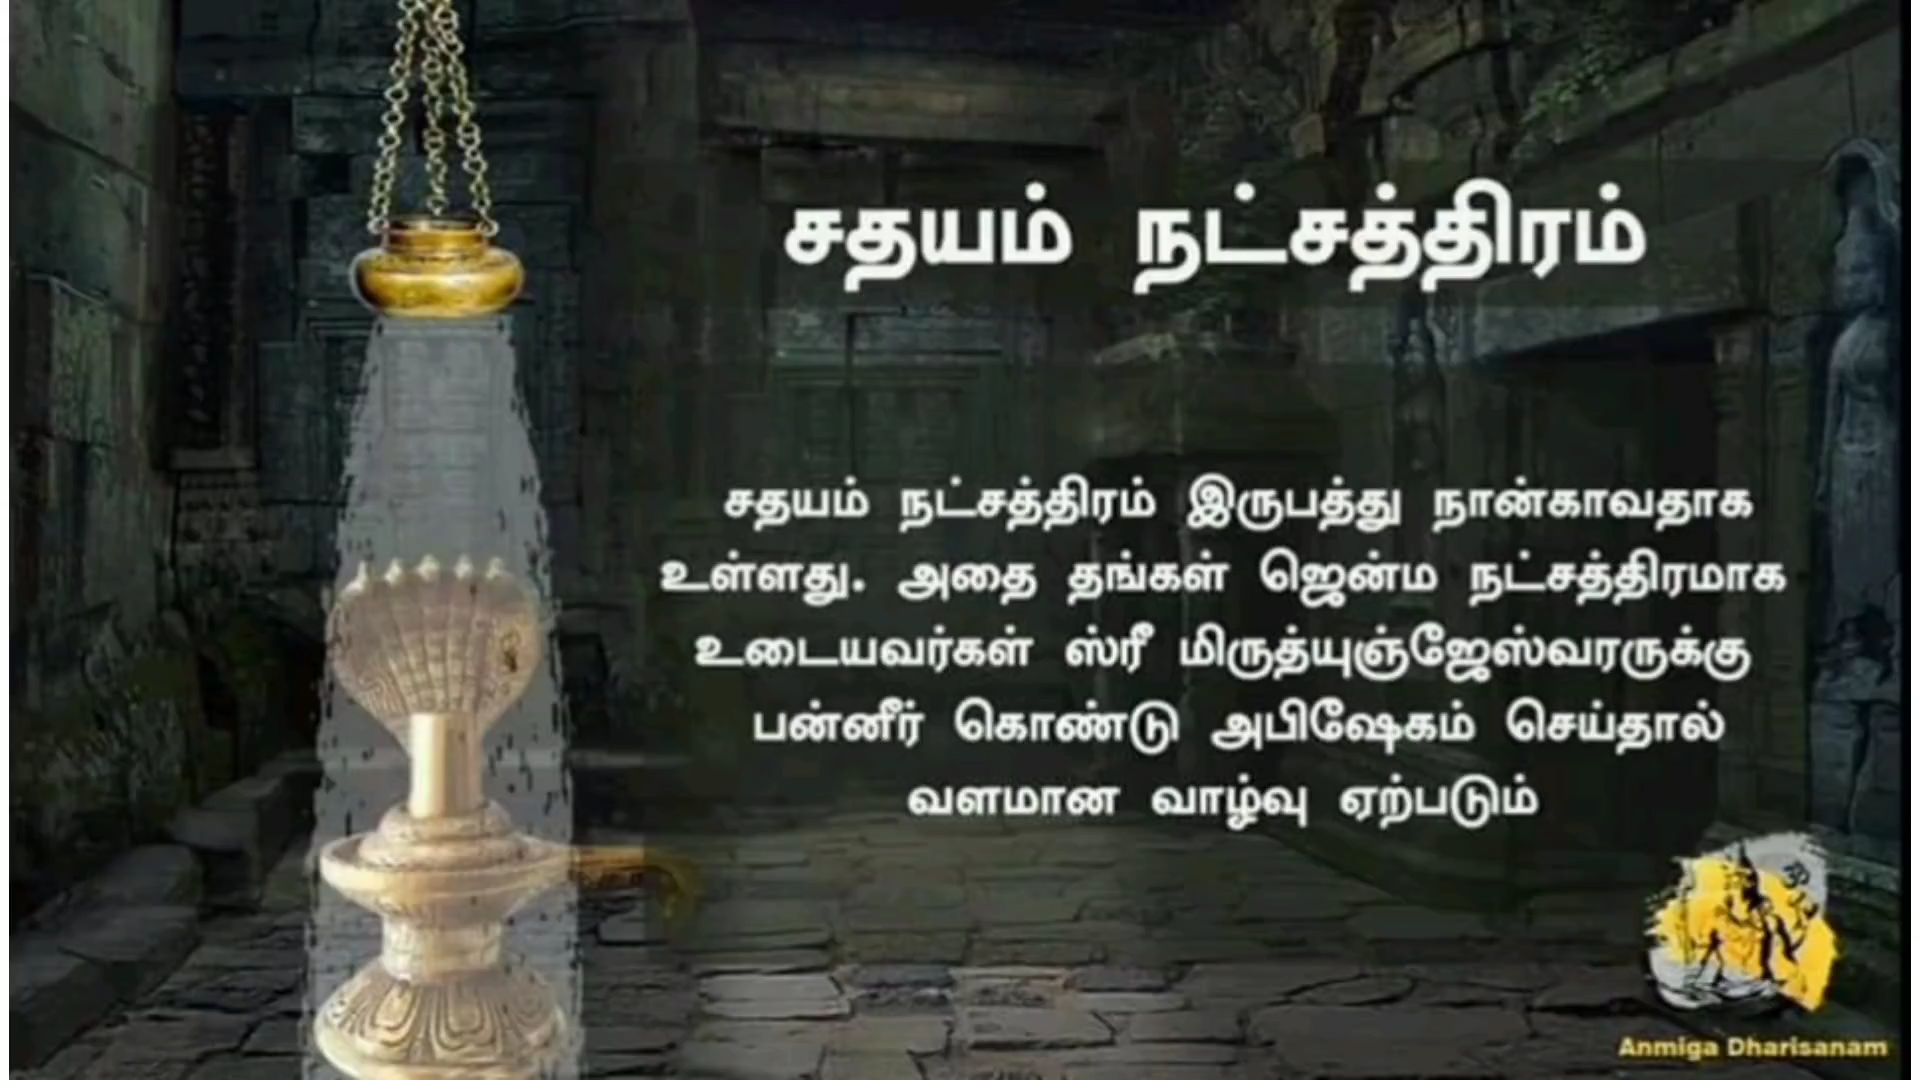 சதயம் நட்சத்திரம்
சதயம் நட்சத்திரம் இருபத்து நான்காவதாக
உள்ளது. அதை தங்கள் ஜென்ம நட்சத்திரமாக
உடையவர்கள் ஸ்ரீ மிருத்யுஞ்ஜேஸ்வரருக்கு
பன்னீர் கொண்டு அபிஷேகம் செய்தால்
வளமான வாழ்வு ஏற்படும்
Anmiga Dharisanam